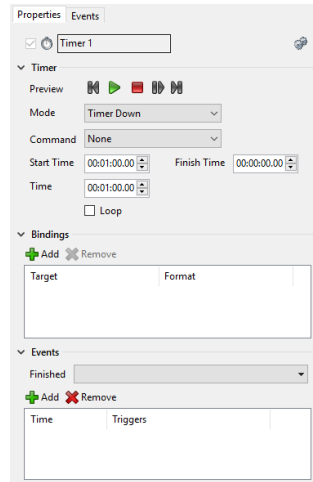 Properties Events
Timer 1
Timer
Preview
Mode Timer Down
Command None
Start Time 00:01:00.00 Finish Time 00:00:00.00
Time 00:01:00.00
Loop
Bindings
Add Remove
Target Format
Events
Finished
Add Remove
Time Triggers